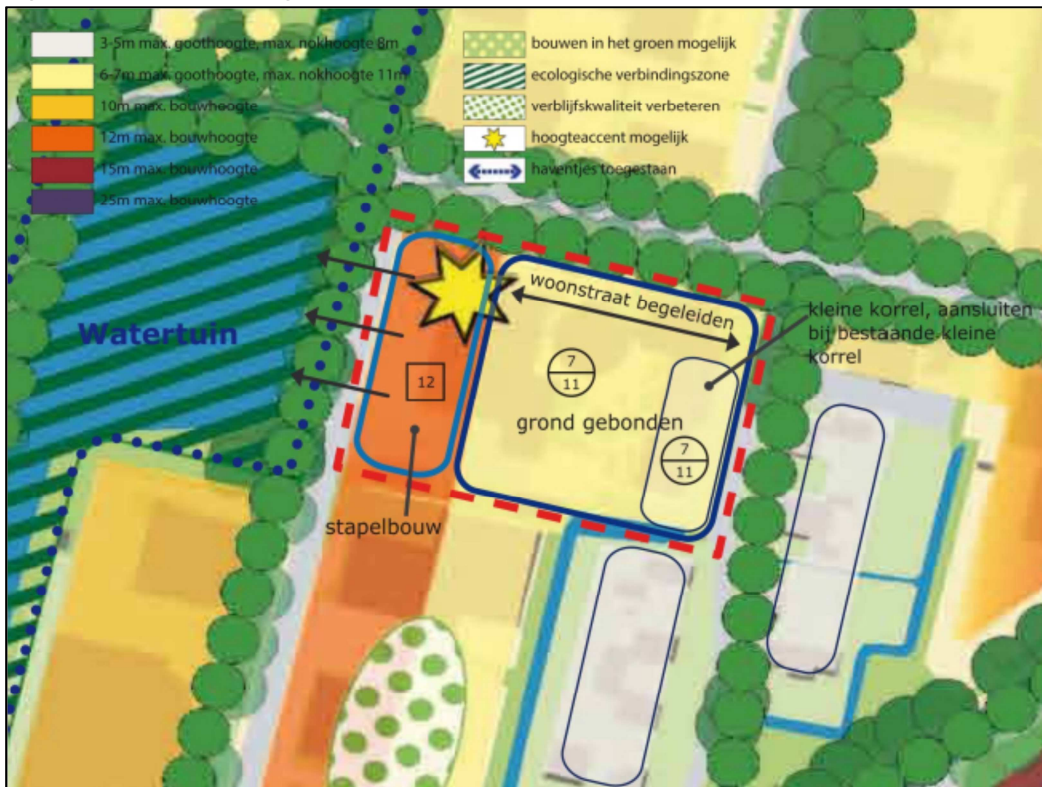 3-5m max. goothoogte, max. nokhoogte 8m
6-7m max. goothoogte, max. nokhoogte 11m
10m max. bouwhoogte
12m max. bouwhoogte
15m max. bouwhoogte
25m max. bouwhoogte
bouwen in het groen mogelijk
ecologische verbindingszone
verblijfskwaliteit verbeteren
hoogteaccent mogelijk
haventjes toegestaan
Watertuin
woonstraat begeleiden
kleine korrel, aansluiten
bij bestaande kleine
korrel
12
7
11
grond gebonden
7
11
stapelbouw